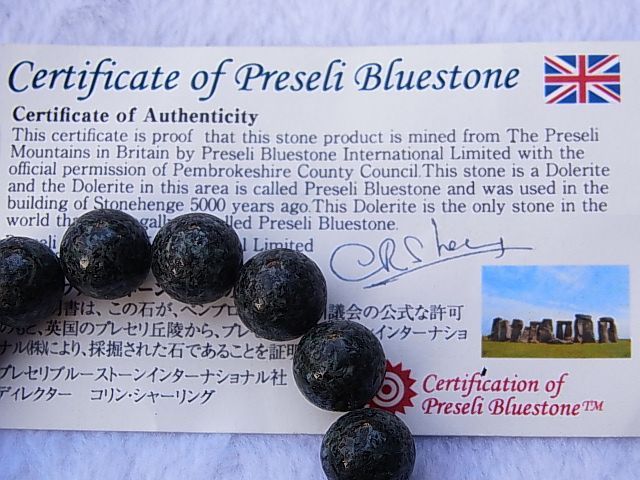 Certificate of Preseli Bluestone
Certificate of Authenticity
This certificate is proof that this stone product is mined from The Preseli
Mountains in Britain by Preseli Bluestone International Limited with the
official permission of Pembrokeshire County Council.This stone is a Dolerite
and the Dolerite in this area is called Preseli Bluestone and was used in the
building of Stonehenge 5000 years ago.This Dolerite is the only stone in the
world called Preseli Bluestone.
Limited
書は、この石が、ペンブロ 議会の公式な許可
のもと、英国のプレセリ丘陵から、プレ インターナショ
ナル(株)により、採掘された石であることを証明
プレセリブルーストーンインターナショナル社
ディレクター コリン・シャーリング
Certification of
Preseli Bluestone™